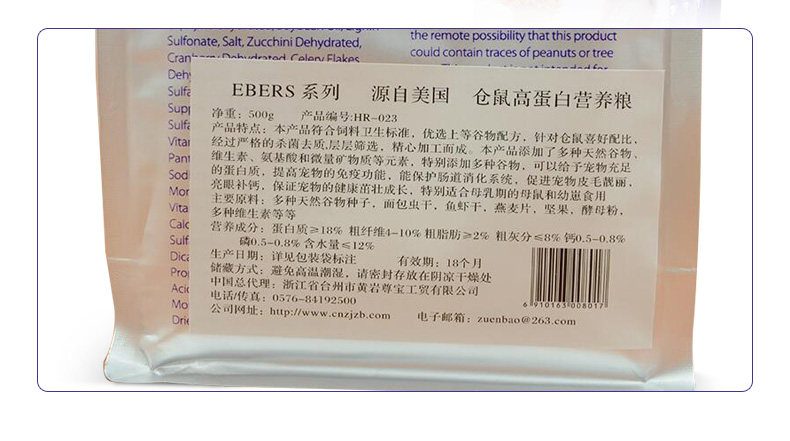 Sulfonate, Salt, Zucchini Dehydrated,
the remote possibility that this product
could contain traces of peanuts or tree
EBERS 系列 源自美国 仓鼠高蛋白营养粮
净重：500g 产品编号:HR-023
产品特点：本产品符合饲料卫生标准，优选上等谷物配方，针对仓鼠喜好配比，
经过严格的杀菌去质,层层筛选，精心加工而成。本产品添加了多种天然谷物、
维生素、氨基酸和微量矿物质等元素，特别添加多种谷物，可以给予宠物充足
的蛋白质，提高宠物的免疫功能，能保护肠道消化系统，促进宠物皮毛靓丽，
亮眼补钙，保证宠物的健康茁壮成长，特别适合母乳期的母鼠和幼崽食用
主要原料：多种天然谷物种子，面包虫干，鱼虾干，燕麦片，坚果，酵母粉，
多种维生素等等
营养成分：蛋白质≥18% 粗纤维4-10% 粗脂肪≥2% 粗灰分≤8% 钙0.5-0.8%
磷0.5-0.8% 含水量≤12%
生产日期：详见包装袋标注 有效期：18个月
储藏方式：避免高温潮湿，请密封存放在阴凉干燥处
中国总代理：浙江省台州市黄岩尊宝工贸有限公司
电话/传真：0576-84192500
公司网址：http://www.cnzjzb.com 电子邮箱：zuenbao@263.com
6 910163 008017